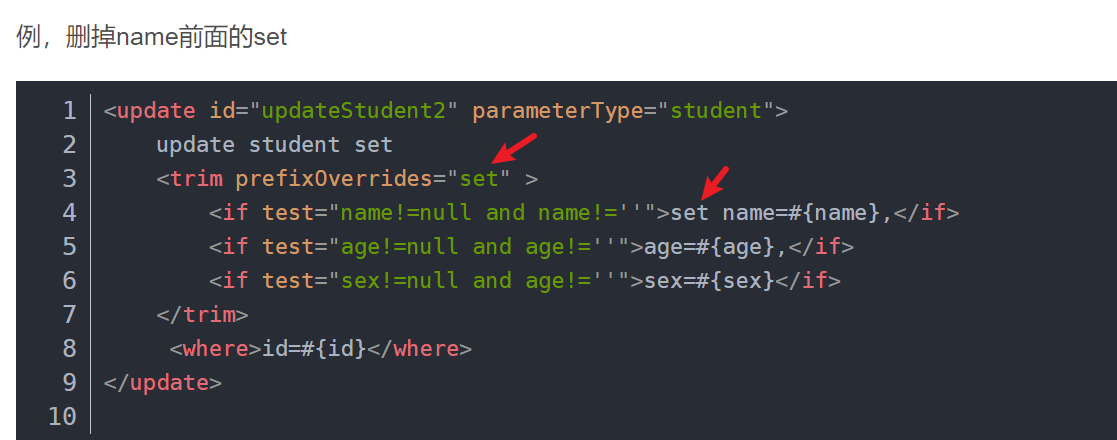 例，删掉name前面的set
1 <update id="updateStudent2" parameterType="student">
2 update student set
3 <trim prefixOverrides="set" >
4 <if test="name!=null and name!=''">set name=#{name},</if>
5 <if test="age!=null and age!=''">age=#{age},</if>
6 <if test="sex!=null and age!=''">sex=#{sex}</if>
7 </trim>
8 <where>id=#{id}</where>
9 </update>
10